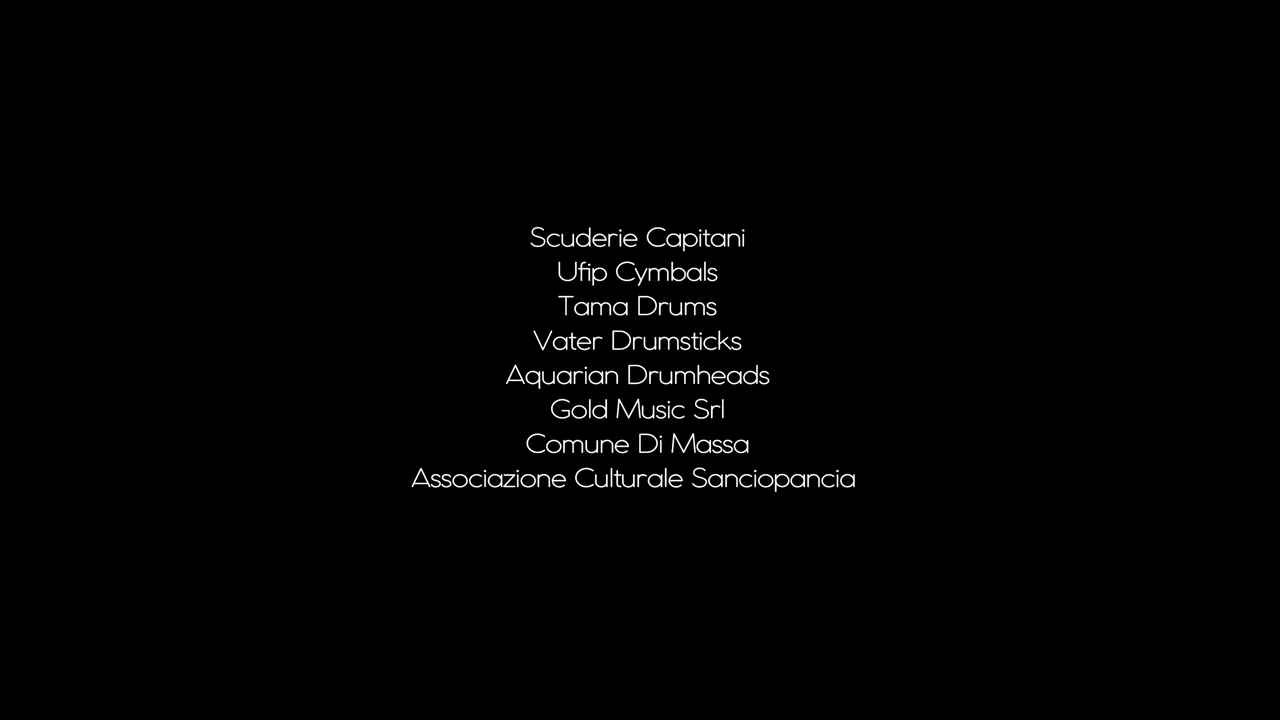 Scuderie Capitani
Ufip Cymbals
Tama Drums
Vater Drumsticks
Aquarian Drumheads
Gold Music Srl
Comune Di Massa
Associazione Culturale Sanciopancia